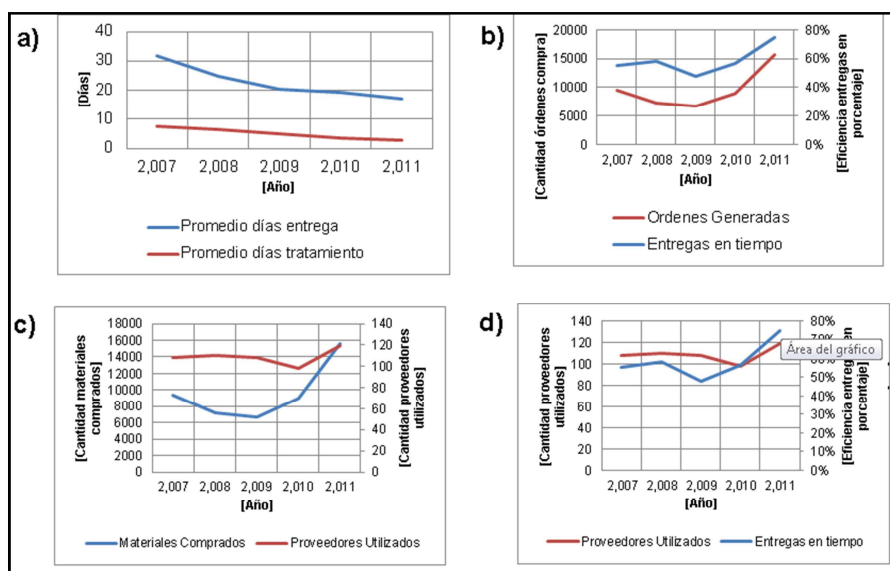 a)
[Días]
40
30
20
10
0
2,007 2,008 2,009 2,010 2,011
[Año]
Promedio días entrega
Promedio días tratamiento
b)
[Cantidad órdenes compra]
20000
15000
10000
5000
0
80%
60%
40%
20%
0%
[Eficiencia entregas en
porcentaje]
2,007 2,008 2,009 2,010 2,011
[Año]
Ordenes Generadas
Entregas en tiempo
c)
[Cantidad materiales
comprados]
18000
16000
14000
12000
10000
8000
6000
4000
2000
0
140
120
100
80
60
40
20
0
[Cantidad proveedores
utilizados]
2,007 2,008 2,009 2,010 2,011
[Año]
Materiales Comprados Proveedores Utilizados
d)
[Cantidad proveedores
utilizados]
140
120
100
80
60
40
20
0
80%
Área del gráfico
50%
40%
30%
20%
10%
0%
[Eficiencia entregas en
porcentaje]
2,007 2,008 2,009 2,010 2,011
[Año]
Proveedores Utilizados Entregas en tiempo